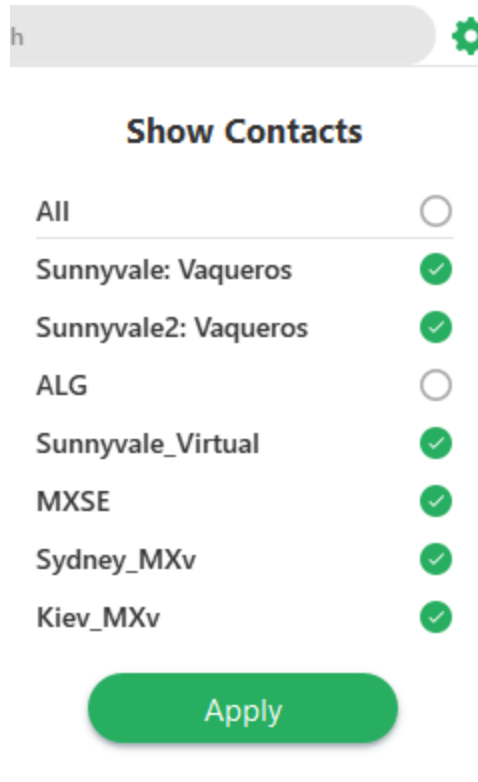 h
Show Contacts
All
Sunnyvale: Vaqueros
Sunnyvale2: Vaqueros
ALG
Sunnyvale_Virtual
MXSE
Sydney_MXv
Kiev_MXv
Apply